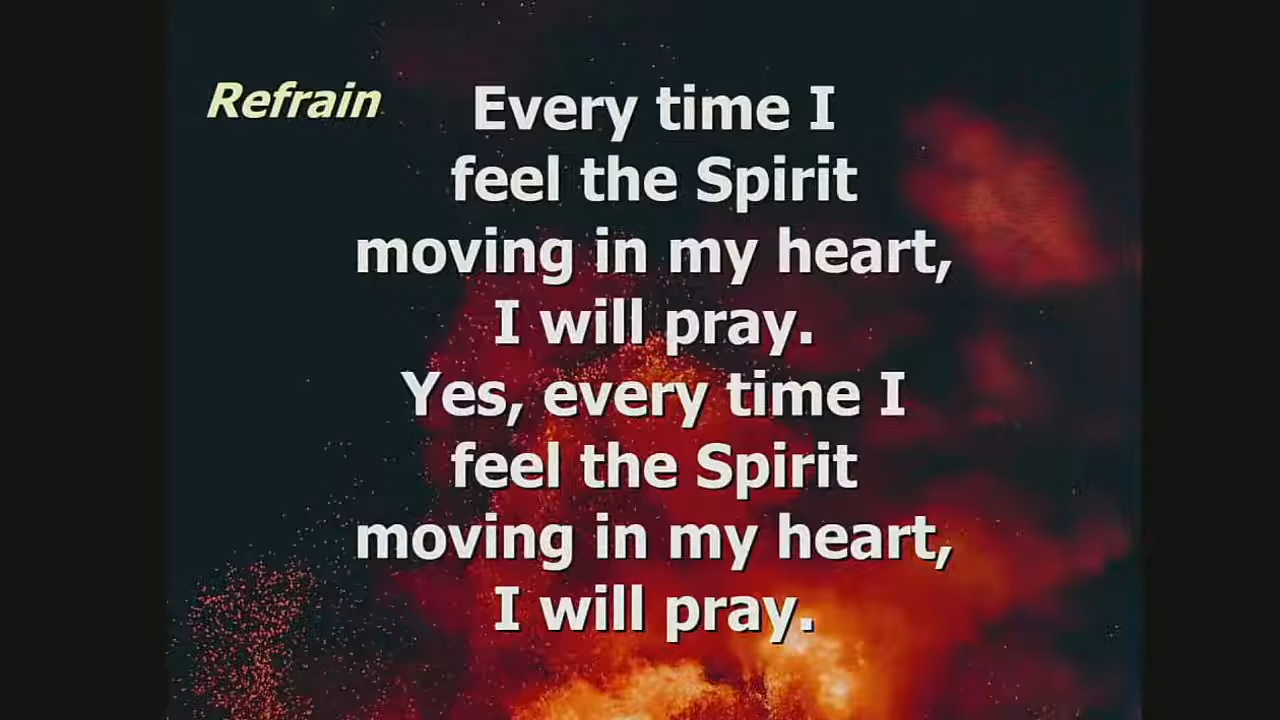 Refrain
Every time I
feel the Spirit
moving in my heart,
I will pray.
Yes, every time I
feel the Spirit
moving in my heart,
I will pray.